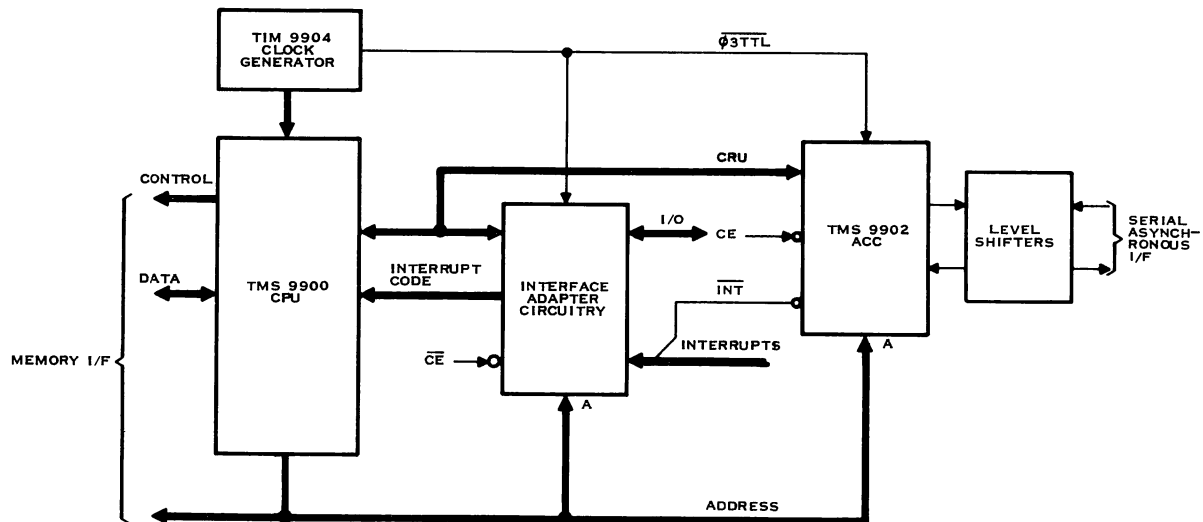 TIM 9904
CLOCK
GENERATOR
φ3TTL
CONTROL
CRU
TMS 9900
CPU
DATA
INTERRUPT
CODE
INTERFACE
ADAPTER
CIRCUITRY
I/O
CE
TMS 9902
ACC
LEVEL
SHIFTERS
SERIAL
ASYNCH-
RONOUS
I/F
INT
INTERRUPTS
MEMORY I/F
CE
A
A
ADDRESS